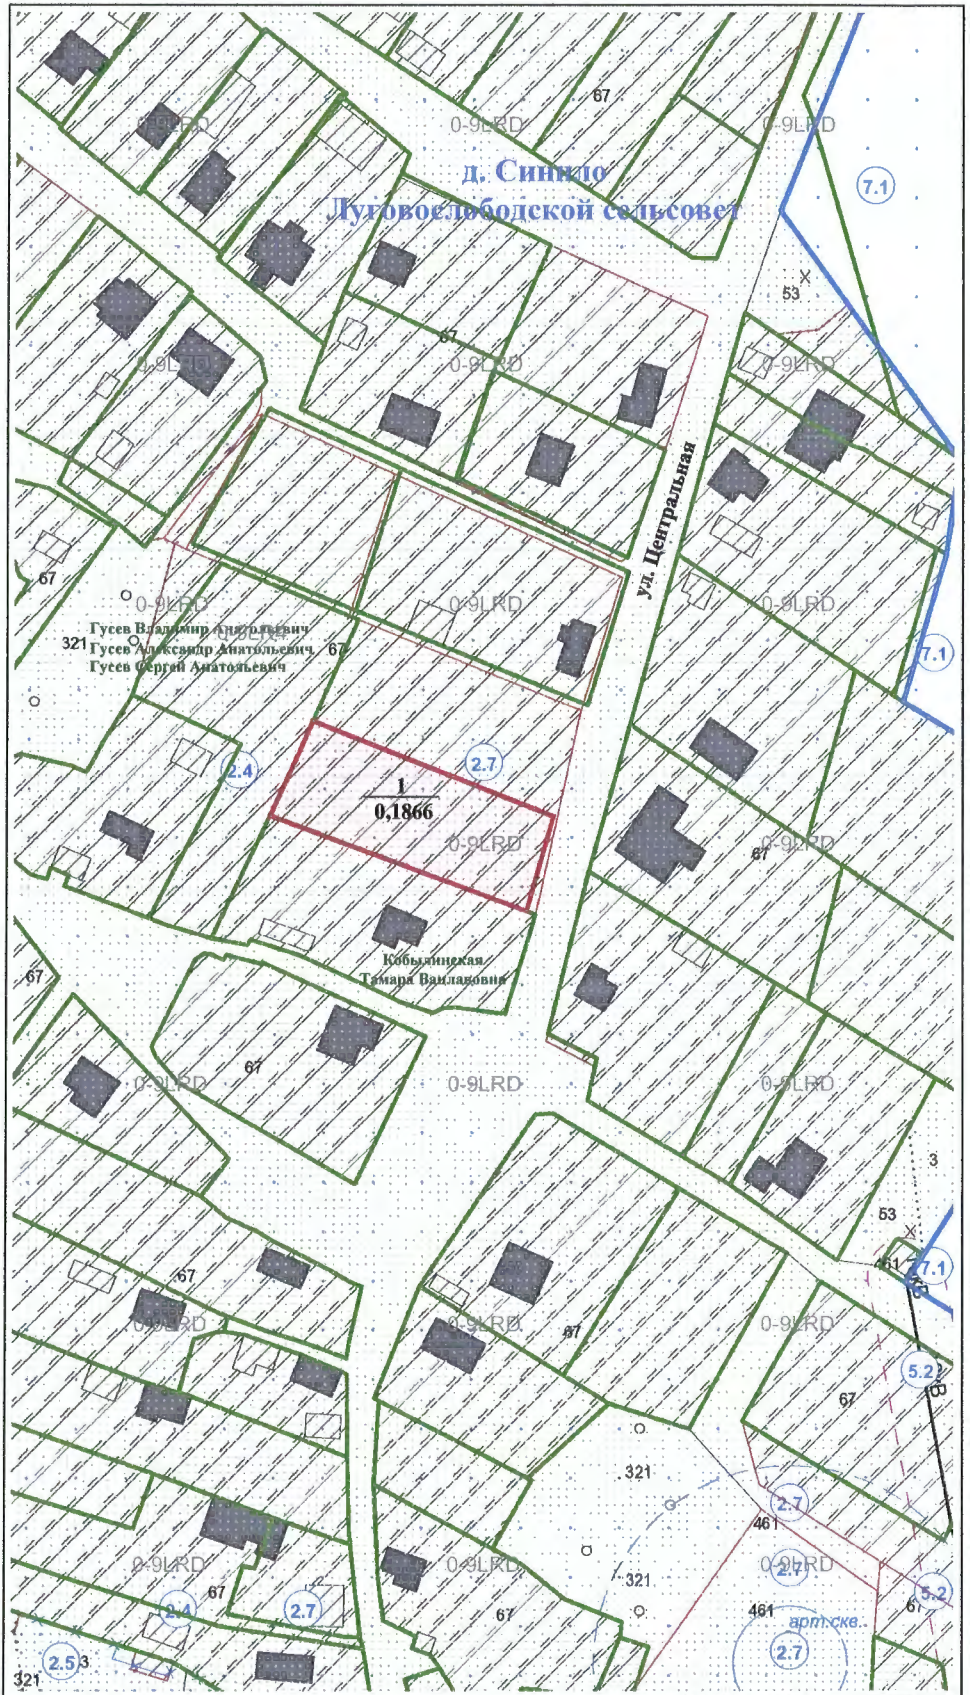 67
0-9LRD 0-9LRD 0-9LRD
д. Синило
Луговослободской сельсовет
7.1
53
67
0-9LRD 0-9LRD 0-9LRD
ул. Центральная
67
0-9LRD 0-9LRD 0-9LRD
Гусев Владимир Анатольевич
321 Гусев Александр Анатольевич 67
Гусев Сергей Анатольевич
7.1
2.4 2.7
1
0,1866
0-9LRD 0-9LRD
67
Кобылинская
Тамара Вацлавовна
67
67
0-9LRD 0-9LRD 0-9LRD
3
53
461 7.1
67
0-9LRD 0-9LRD 0-9LRD
67
5.2
В
67
321
2.7
461
0-9LRD 0-9LRD 0-9LRD
2.7
321
5.2
67
2.4 2.7
67
461
67
арт.скв.
2.7
2.5 3
321